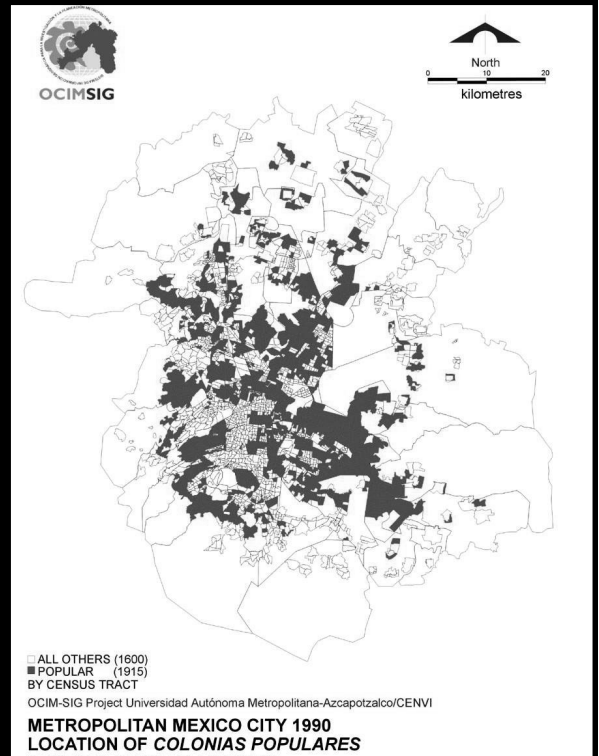 OCIMSIG
North
0 10 20
kilometres
ALL OTHERS (1600)
POPULAR (1915)
BY CENSUS TRACT
OCIM-SIG Project Universidad Autónoma Metropolitana-Azcapotzalco/CENVI
METROPOLITAN MEXICO CITY 1990
LOCATION OF COLONIAS POPULARES